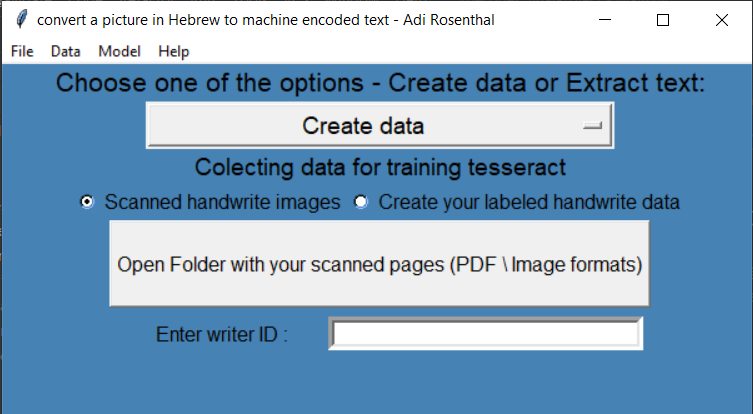 convert a picture in Hebrew to machine encoded text - Adi Rosenthal
File Data Model Help
Choose one of the options - Create data or Extract text:
Create data
Colecting data for training tesseract
Scanned handwrite images Create your labeled handwrite data
Open Folder with your scanned pages (PDF \ Image formats)
Enter writer ID :